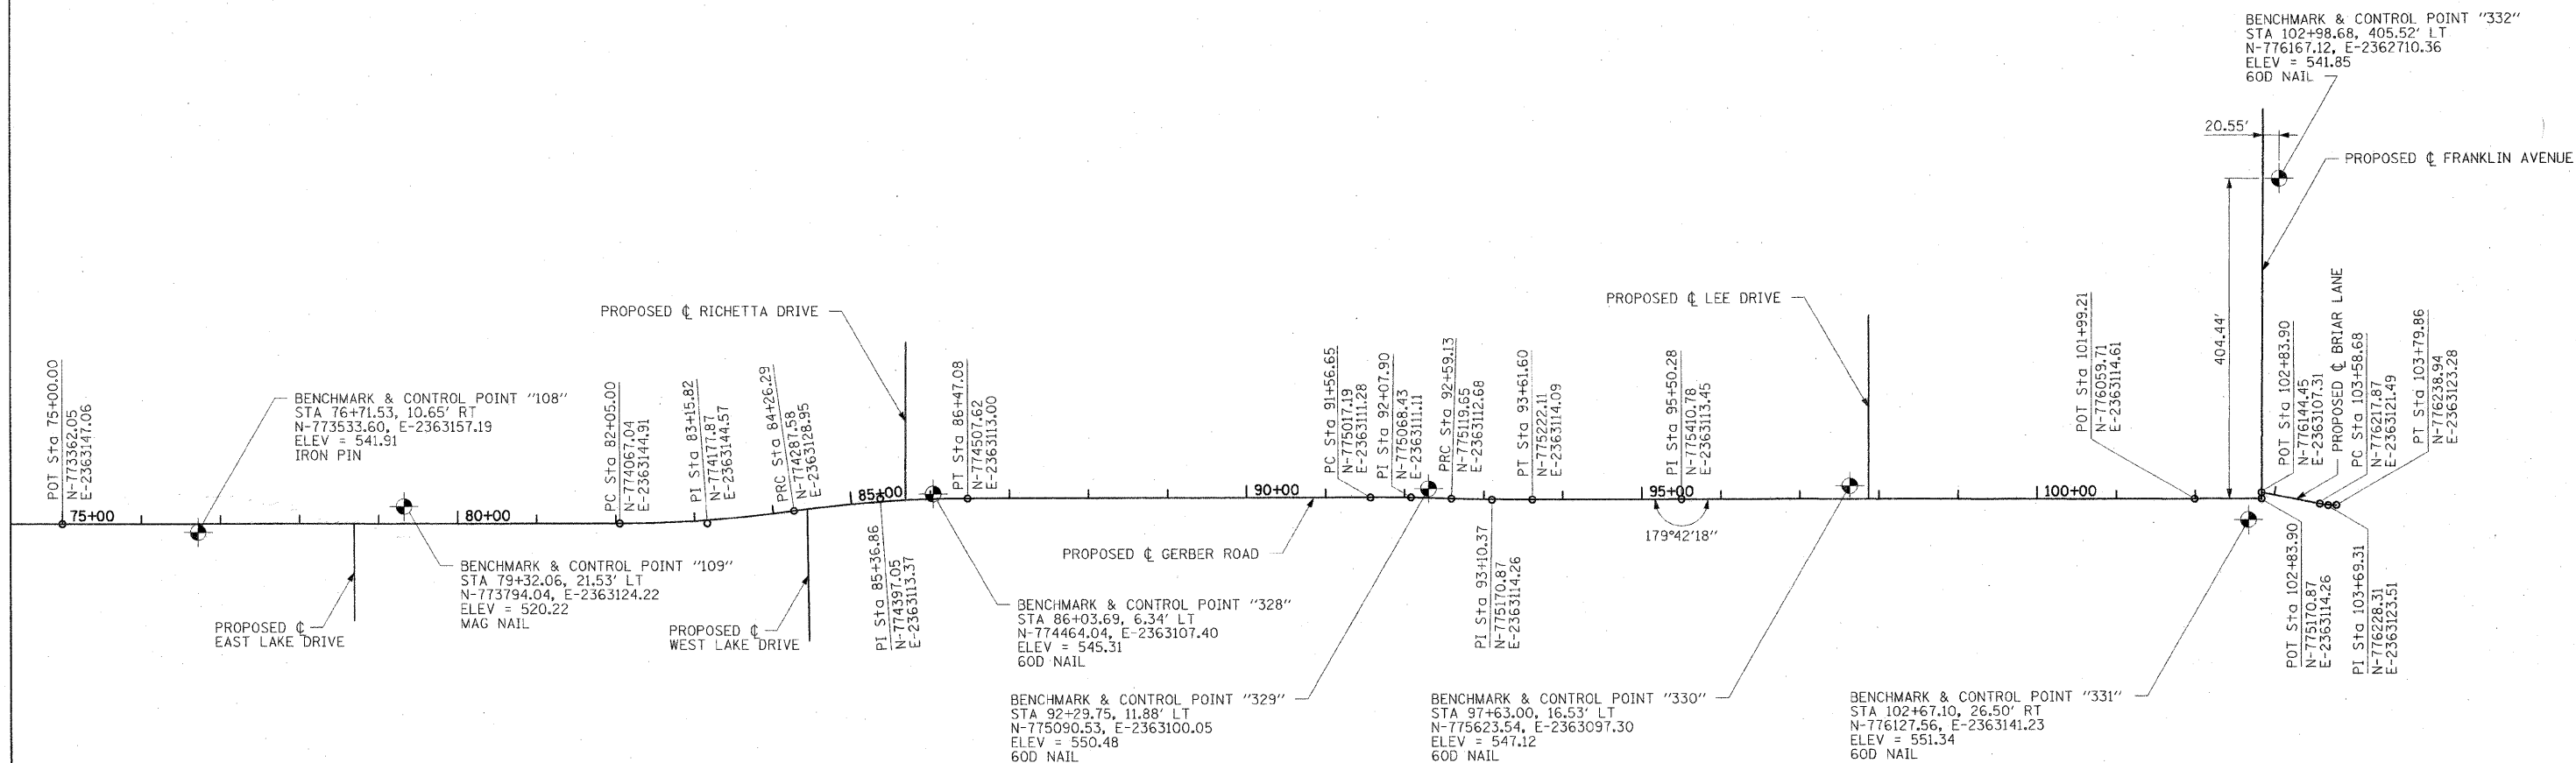 BENCHMARK & CONTROL POINT "332"
STA 102+98.68, 405.52' LT
N-776167.12, E-2362710.36
ELEV = 541.85
60D NAIL
20.55'
PROPOSED ℄ FRANKLIN AVENUE
404.44'
PROPOSED ℄ RICHETTA DRIVE
PROPOSED ℄ LEE DRIVE
POT Sta 75+00.00
N-773362.05
E-2363147.06
BENCHMARK & CONTROL POINT "108"
STA 76+71.53, 10.65' RT
N-773533.60, E-2363157.19
ELEV = 541.91
IRON PIN
PC Sta 82+05.00
N-774067.04
E-2363144.91
PI Sta 83+15.82
N-774177.87
E-2363144.57
PRC Sta 84+26.29
N-774287.58
E-2363128.95
PT Sta 86+47.08
N-774507.62
E-2363113.00
PC Sta 91+56.65
N-775017.19
E-2363111.28
PI Sta 92+07.90
N-775068.43
E-2363111.11
PRC Sta 92+59.13
N-775119.65
E-2363112.68
PT Sta 93+61.60
N-775222.11
E-2363114.09
PI Sta 95+50.28
N-775410.78
E-2363113.45
POT Sta 101+99.21
N-776059.71
E-2363114.61
POT Sta 102+83.90
N-776144.45
E-2363107.31
PROPOSED ℄ BRIAR LANE
PC Sta 103+58.68
N-776217.87
E-2363121.49
PT Sta 103+79.86
N-776238.94
E-2363123.28
75+00
80+00
85+00
90+00
95+00
100+00
179°42'18"
PROPOSED ℄ GERBER ROAD
BENCHMARK & CONTROL POINT "109"
STA 79+32.06, 21.53' LT
N-773794.04, E-2363124.22
ELEV = 520.22
MAG NAIL
PROPOSED ℄
EAST LAKE DRIVE
PROPOSED ℄
WEST LAKE DRIVE
PI Sta 85+36.86
N-774397.05
E-2363113.37
BENCHMARK & CONTROL POINT "328"
STA 86+03.69, 6.34' LT
N-774464.04, E-2363107.40
ELEV = 545.31
60D NAIL
PI Sta 93+10.37
N-775170.87
E-2363114.26
POT Sta 102+83.90
N-775170.87
E-2363114.26
PI Sta 103+69.31
N-776228.31
E-2363123.51
BENCHMARK & CONTROL POINT "329"
STA 92+29.75, 11.88' LT
N-775090.53, E-2363100.05
ELEV = 550.48
60D NAIL
BENCHMARK & CONTROL POINT "330"
STA 97+63.00, 16.53' LT
N-775623.54, E-2363097.30
ELEV = 547.12
60D NAIL
BENCHMARK & CONTROL POINT "331"
STA 102+67.10, 26.50' RT
N-776127.56, E-2363141.23
ELEV = 551.34
60D NAIL